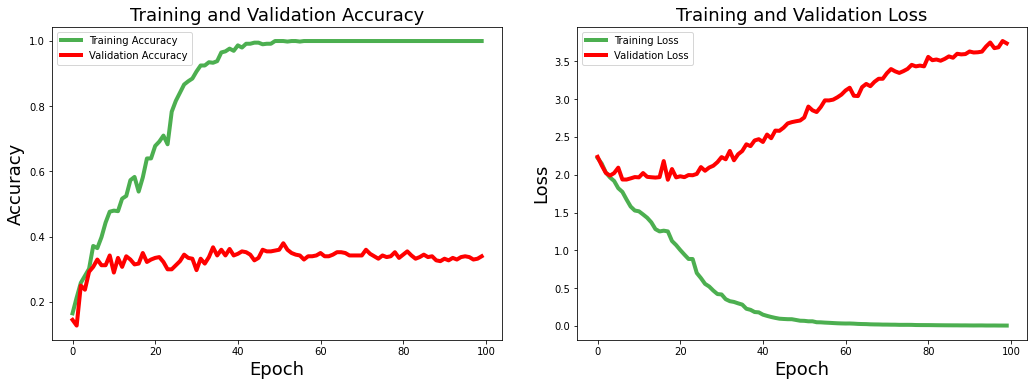 Training and Validation Accuracy
Training Accuracy
Validation Accuracy
1.0
0.8
0.6
0.4
0.2
Accuracy
0 20 40 60 80 100
Epoch
Training and Validation Loss
Training Loss
Validation Loss
3.5
3.0
2.5
2.0
1.5
1.0
0.5
0.0
Loss
0 20 40 60 80 100
Epoch